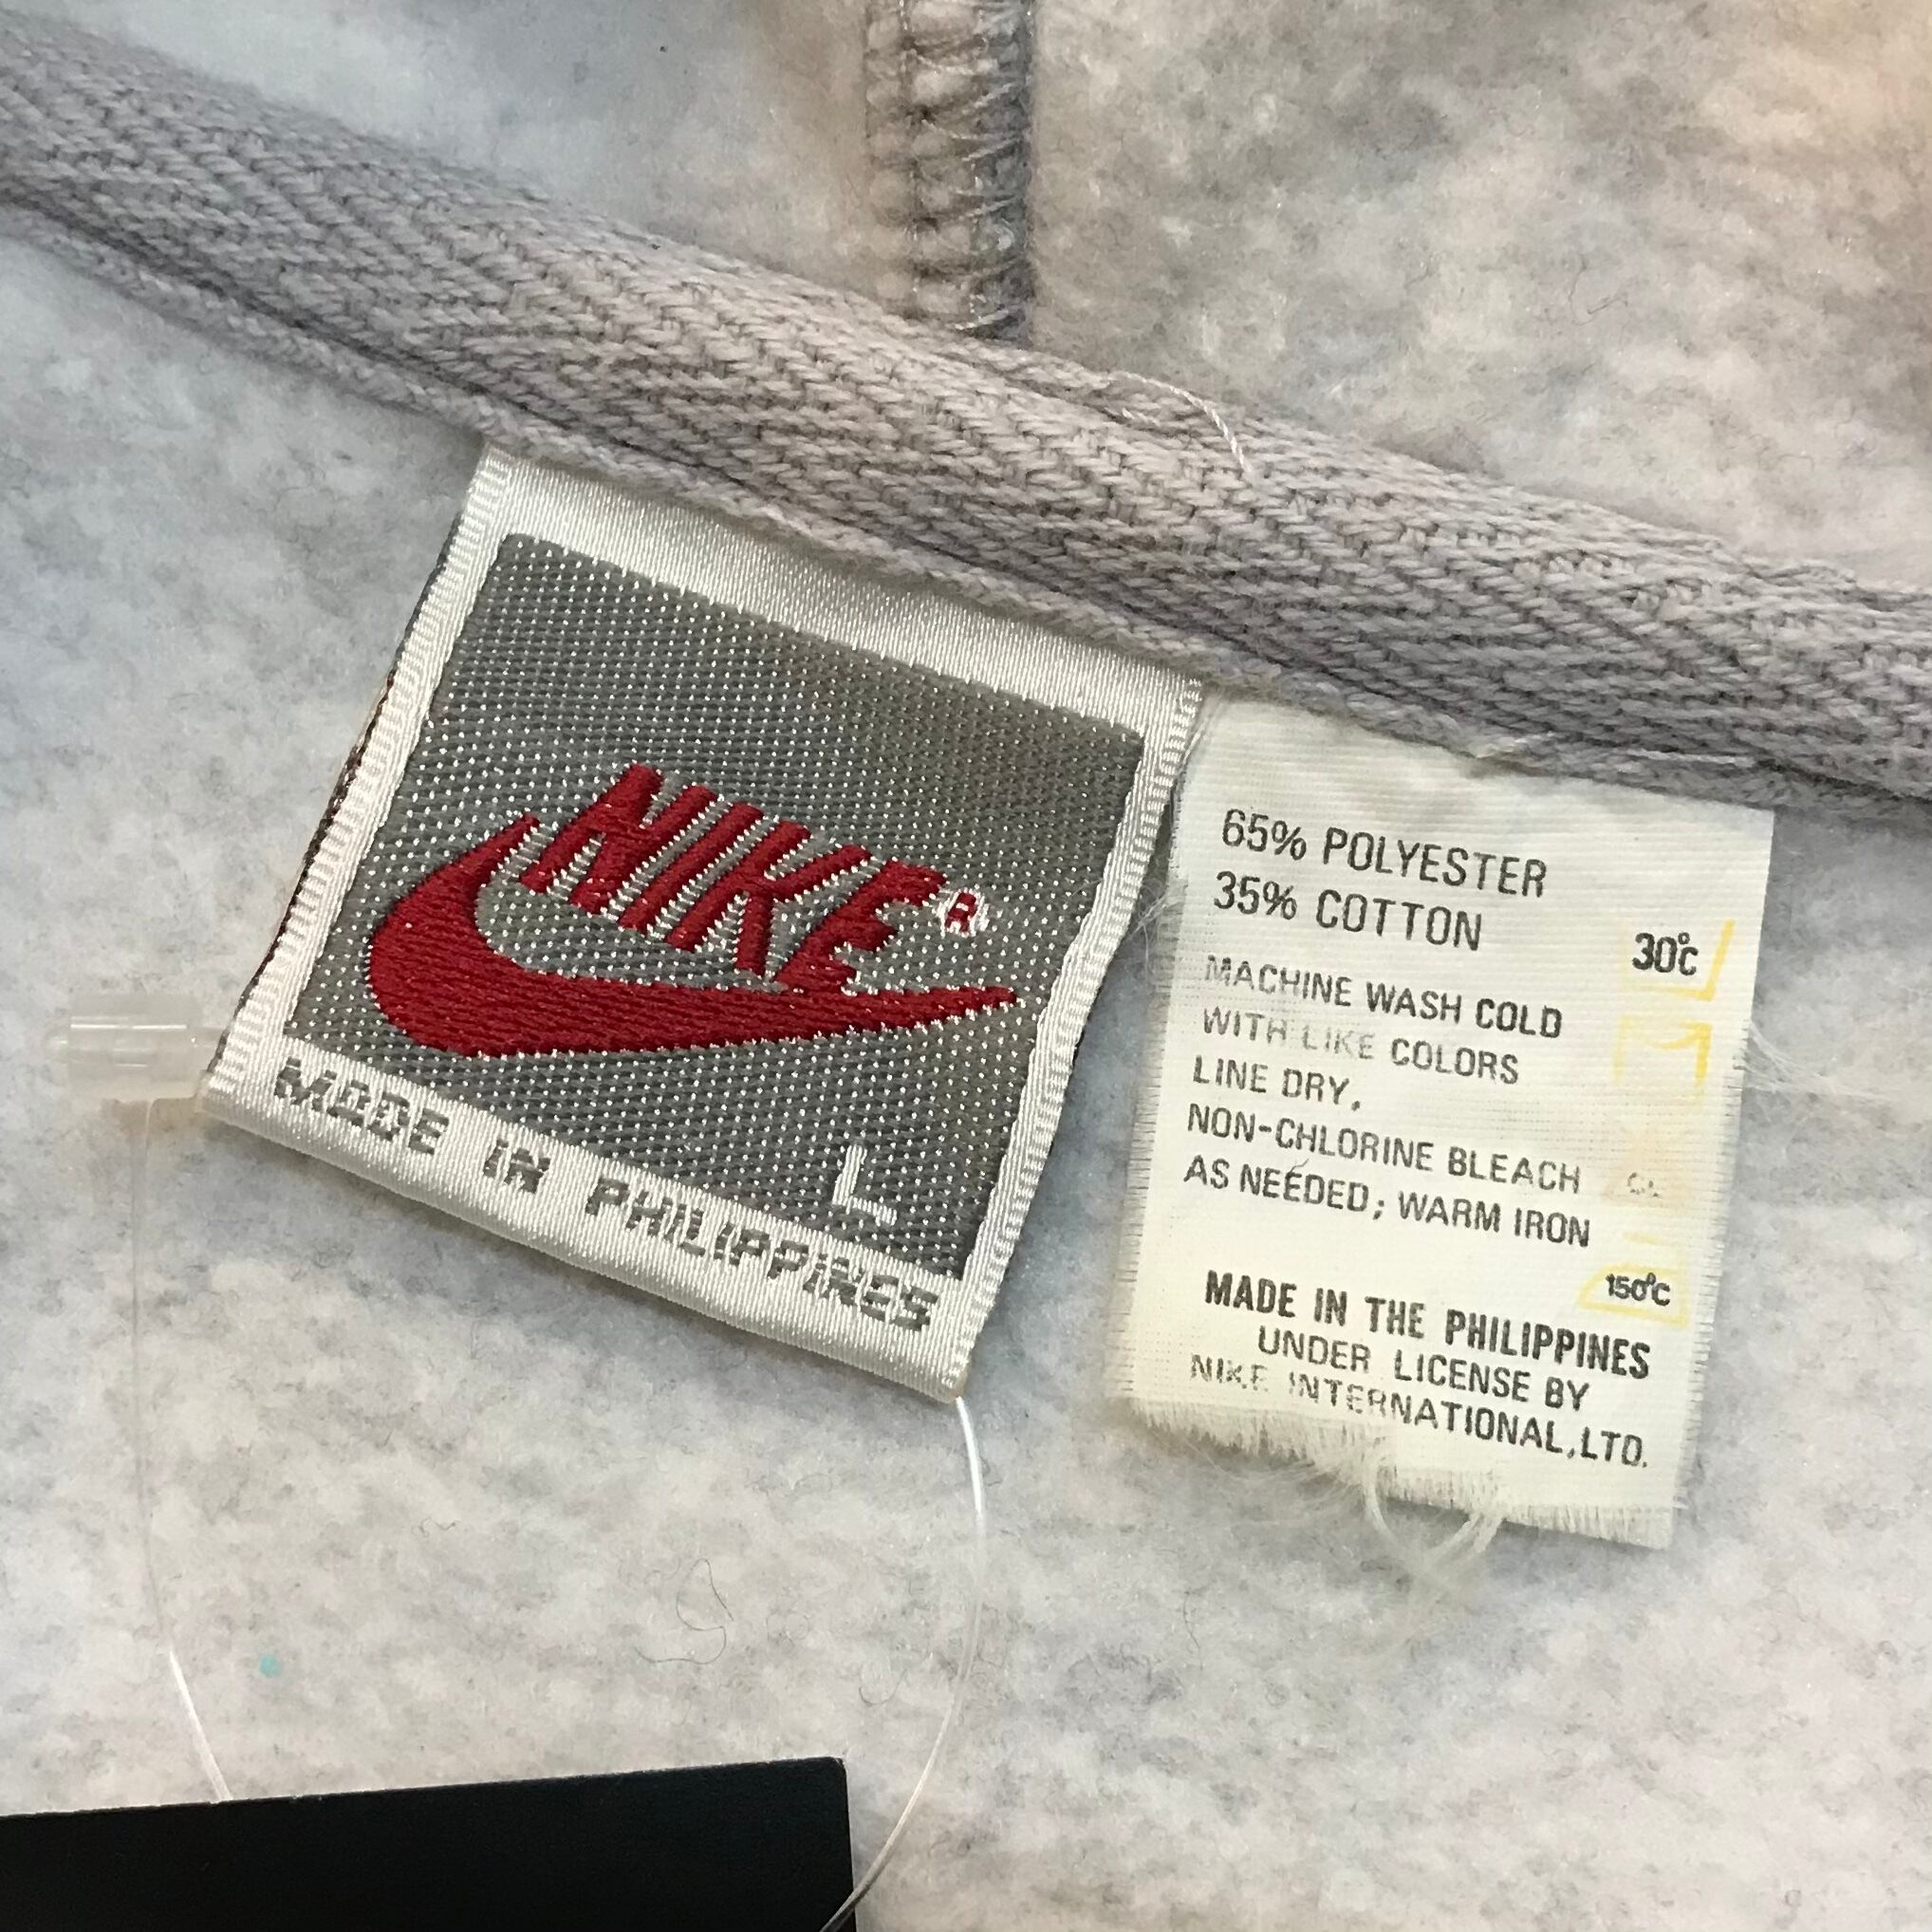 NIKE®
L
MADE IN PHILIPPINES
65% POLYESTER
35% COTTON
30°C
MACHINE WASH COLD
WITH LIKE COLORS
LINE DRY,
NON-CHLORINE BLEACH
AS NEEDED; WARM IRON
150°C
MADE IN THE PHILIPPINES
UNDER LICENSE BY
NIKE INTERNATIONAL, LTD.